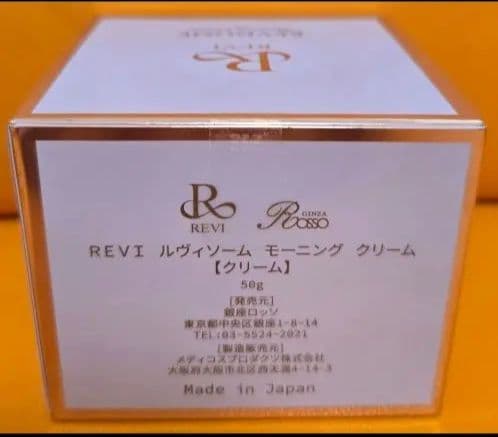 REVI
R
REVI
GINZA
Rosso
REVI ルヴィソーム モーニング クリーム
【クリーム】
50g
[発売元]
銀座ロッソ
東京都中央区銀座1-8-14
TEL:03-5524-2021
[製造販売元]
メディコスプロダクツ株式会社
大阪府大阪市北区西天満4-14-3
Made in Japan